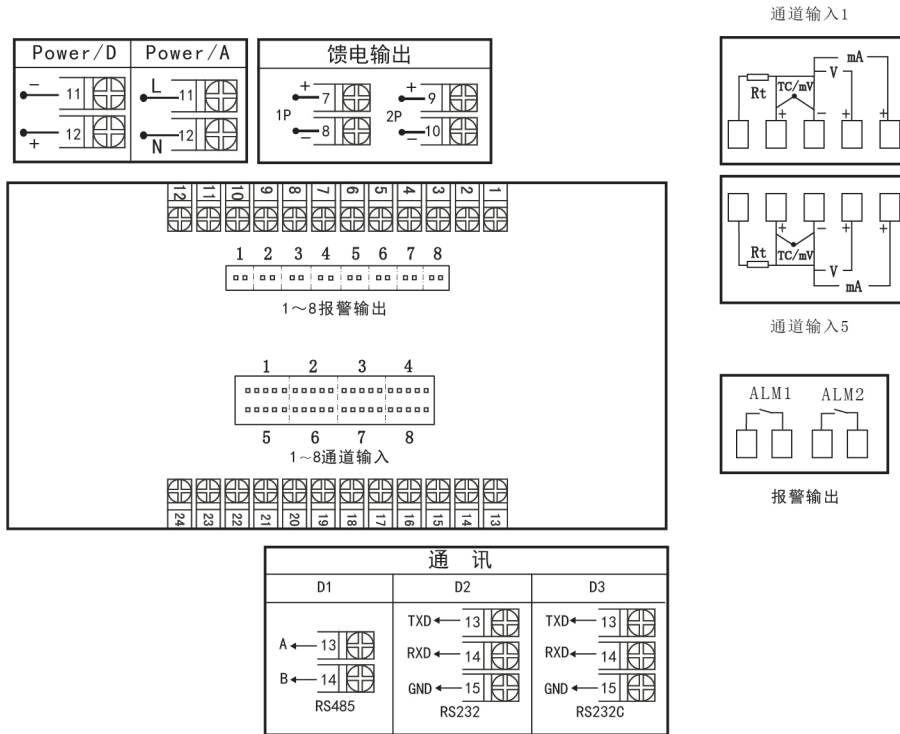 通道输入1
Power/D Power/A
馈电输出
mA
V
TC/mV
Rt
+ − + +
− 11 L 11
+ 12 N 12
+ 7 + 9
1P 2P
− 8 − 10
12 11 10 9 8 7 6 5 4 3 2 1
1 2 3 4 5 6 7 8
1～8报警输出
+ − + +
Rt TC/mV
V
mA
通道输入5
1 2 3 4
5 6 7 8
1～8通道输入
ALM1 ALM2
报警输出
24 23 22 21 20 19 18 17 16 15 14 13
通 讯
D1 D2 D3
TXD 13 TXD 13
A 13
RXD 14 RXD 14
B 14
GND 15 GND 15
RS485 RS232 RS232C